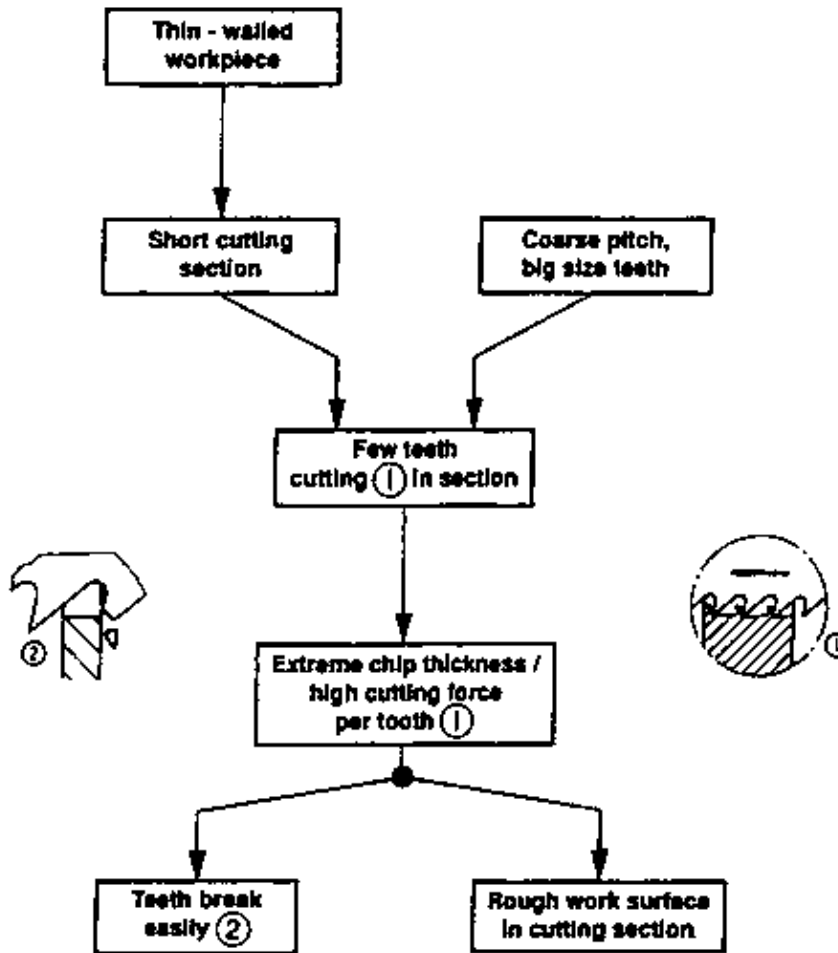 Thin - walled
workpiece
Short cutting
section
Coarse pitch,
big size teeth
Few teeth
cutting ① in section
②
①
Extreme chip thickness /
high cutting force
per tooth ①
Teeth break
easily ②
Rough work surface
in cutting section